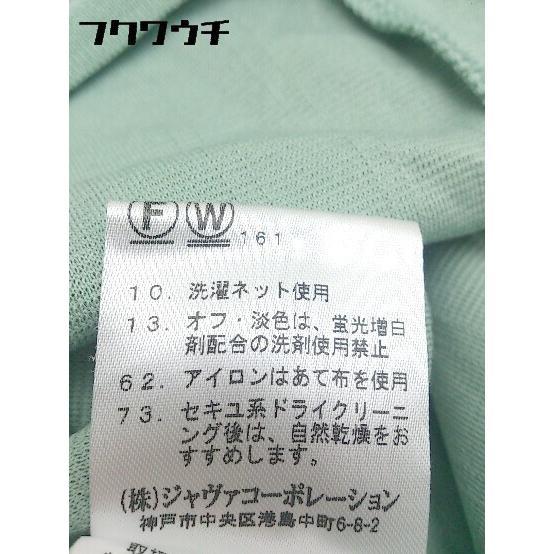 フクワウチ
F W
161
10. 洗濯ネット使用
13. オフ・淡色は、蛍光増白
剤配合の洗剤使用禁止
62. アイロンはあて布を使用
73. セキユ系ドライクリーニ
ング後は、自然乾燥をお
すすめします。
(株)ジャヴァコーポレーション
神戸市中央区港島中町6-8-2